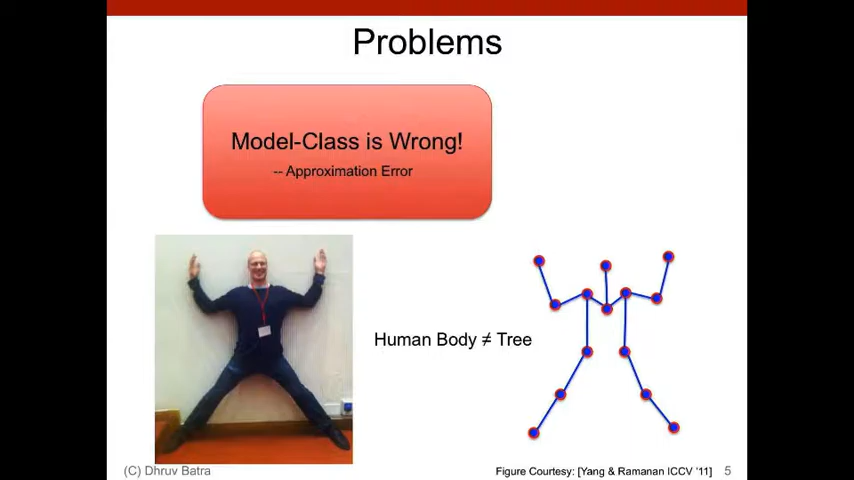 Problems
Model-Class is Wrong!
-- Approximation Error
Human Body ≠ Tree
(C) Dhruv Batra
Figure Courtesy: [Yang & Ramanan ICCV '11]
5